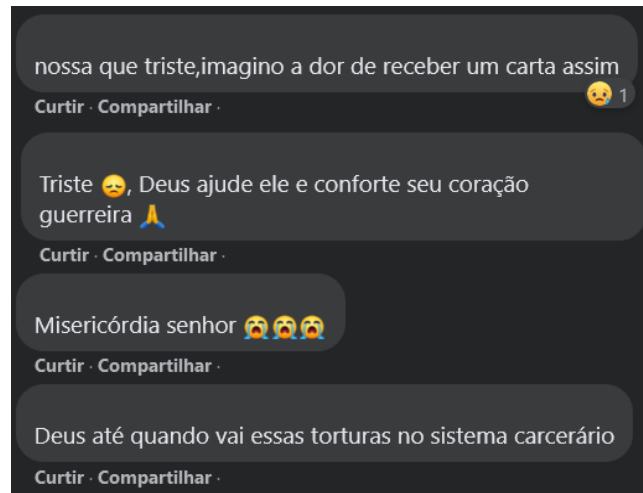 nossa que triste,imagino a dor de receber um carta assim
😢 1
Curtir · Compartilhar ·
Triste 😞, Deus ajude ele e conforte seu coração
guerreira 🙏
Curtir · Compartilhar ·
Misericórdia senhor 😭😭😭
Curtir · Compartilhar ·
Deus até quando vai essas torturas no sistema carcerário
Curtir · Compartilhar ·